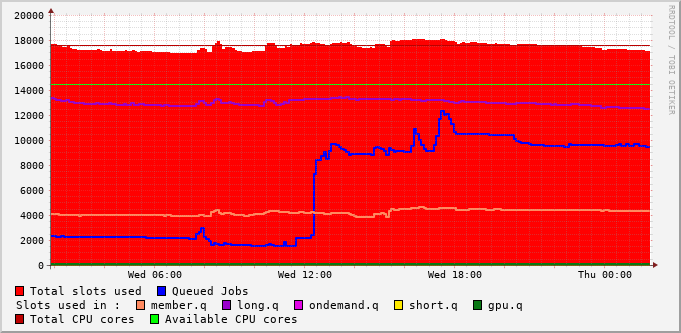 20000
18000
16000
14000
12000
10000
8000
6000
4000
2000
0
Wed 06:00 Wed 12:00 Wed 18:00 Thu 00:00
RRDTOOL / TOBI OETIKER
Total slots used Queued Jobs
Slots used in : member.q long.q ondemand.q short.q gpu.q
Total CPU cores Available CPU cores